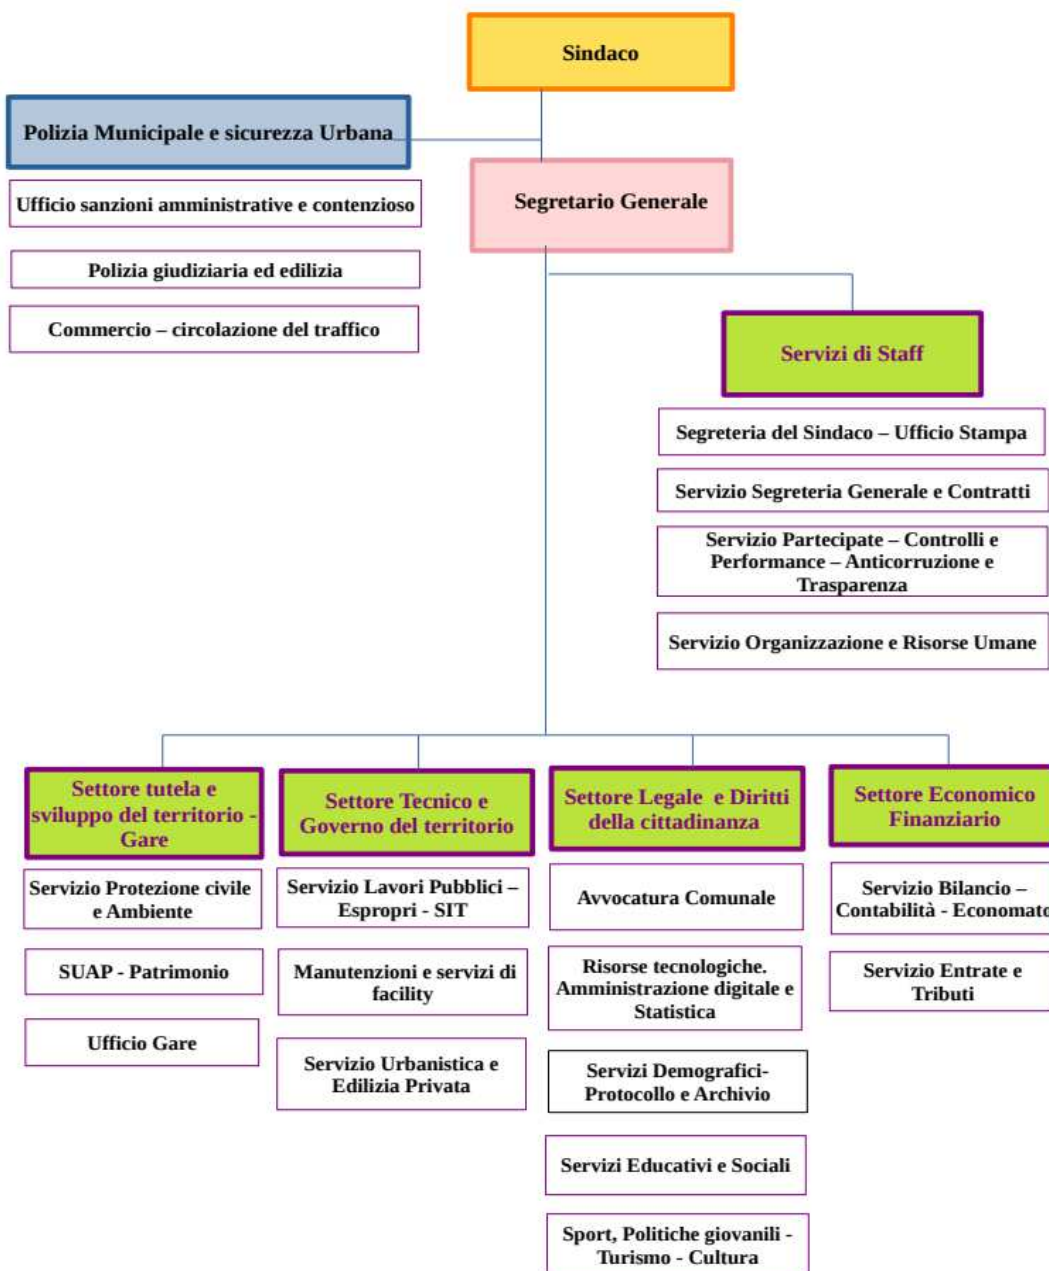 Sindaco
Polizia Municipale e sicurezza Urbana
Ufficio sanzioni amministrative e contenzioso
Polizia giudiziaria ed edilizia
Commercio – circolazione del traffico
Segretario Generale
Servizi di Staff
Segreteria del Sindaco – Ufficio Stampa
Servizio Segreteria Generale e Contratti
Servizio Partecipate – Controlli e
Performance – Anticorruzione e
Trasparenza
Servizio Organizzazione e Risorse Umane
Settore tutela e
sviluppo del territorio -
Gare
Servizio Protezione civile
e Ambiente
SUAP - Patrimonio
Ufficio Gare
Settore Tecnico e
Governo del territorio
Servizio Lavori Pubblici –
Espropri - SIT
Manutenzioni e servizi di
facility
Servizio Urbanistica e
Edilizia Privata
Settore Legale e Diritti
della cittadinanza
Avvocatura Comunale
Risorse tecnologiche.
Amministrazione digitale e
Statistica
Servizi Demografici-
Protocollo e Archivio
Servizi Educativi e Sociali
Sport, Politiche giovanili -
Turismo - Cultura
Settore Economico
Finanziario
Servizio Bilancio –
Contabilità - Economato
Servizio Entrate e
Tributi